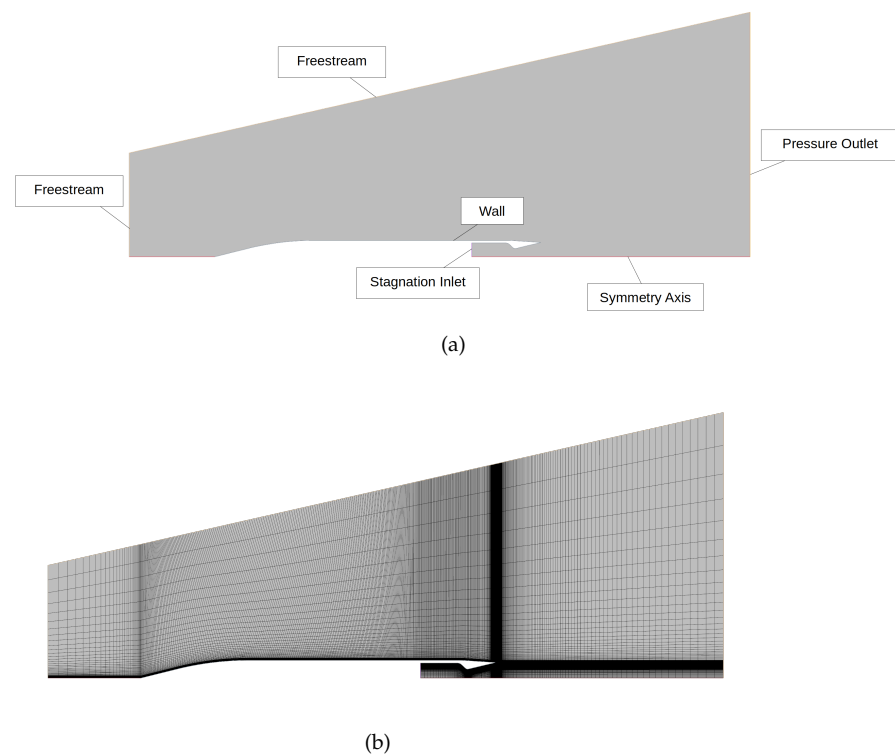 Freestream
Pressure Outlet
Freestream
Wall
Stagnation Inlet
Symmetry Axis
(a)
(b)